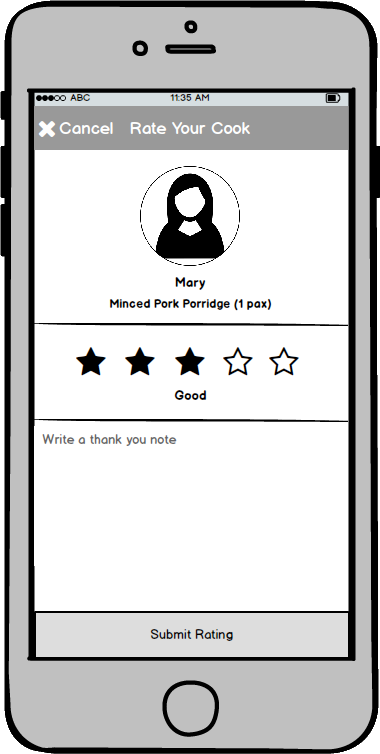 ABC 11:35 AM
Cancel Rate Your Cook
Mary
Minced Pork Porridge (1 pax)
Good
Write a thank you note
Submit Rating